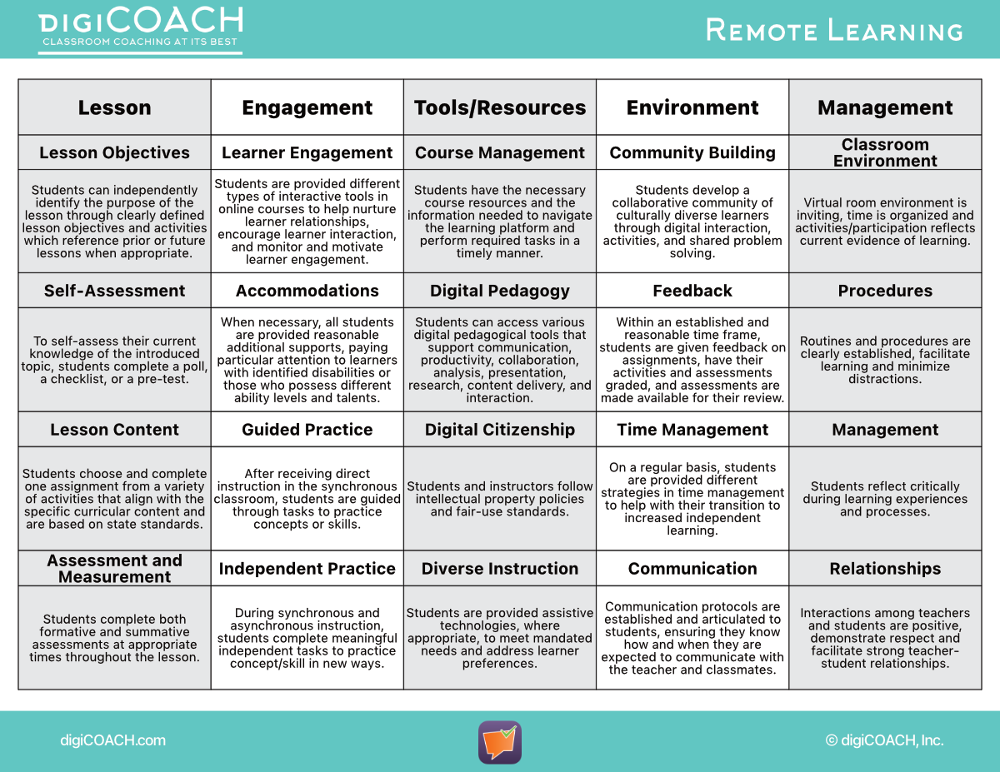 DIGICOACH
CLASSROOM COACHING AT ITS BEST
REMOTE LEARNING
Lesson
Engagement
Tools/Resources
Environment
Management
Lesson Objectives
Learner Engagement
Course Management
Community Building
Classroom
Environment
Students can independently
identify the purpose of the
lesson through clearly defined
lesson objectives and activities
which reference prior or future
lessons when appropriate.
Students are provided different
types of interactive tools in
online courses to help nurture
learner relationships,
encourage learner interaction,
and monitor and motivate
learner engagement.
Students have the necessary
course resources and the
information needed to navigate
the learning platform and
perform required tasks in a
timely manner.
Students develop a
collaborative community of
culturally diverse learners
through digital interaction,
activities, and shared problem
solving.
Virtual room environment is
inviting, time is organized and
activities/participation reflects
current evidence of learning.
Self-Assessment
Accommodations
Digital Pedagogy
Feedback
Procedures
To self-assess their current
knowledge of the introduced
topic, students complete a poll,
a checklist, or a pre-test.
When necessary, all students
are provided reasonable
additional supports, paying
particular attention to learners
with identified disabilities or
those who possess different
ability levels and talents.
Students can access various
digital pedagogical tools that
support communication,
productivity, collaboration,
analysis, presentation,
research, content delivery, and
interaction.
Within an established and
reasonable time frame,
students are given feedback on
assignments, have their
activities and assessments
graded, and assessments are
made available for their review.
Routines and procedures are
clearly established, facilitate
learning and minimize
distractions.
Lesson Content
Guided Practice
Digital Citizenship
Time Management
Management
Students choose and complete
one assignment from a variety
of activities that align with the
specific curricular content and
are based on state standards.
After receiving direct
instruction in the synchronous
classroom, students are guided
through tasks to practice
concepts or skills.
Students and instructors follow
intellectual property policies
and fair-use standards.
On a regular basis, students
are provided different
strategies in time management
to help with their transition to
increased independent
learning.
Students reflect critically
during learning experiences
and processes.
Assessment and
Measurement
Independent Practice
Diverse Instruction
Communication
Relationships
Students complete both
formative and summative
assessments at appropriate
times throughout the lesson.
During synchronous and
asynchronous instruction,
students complete meaningful
independent tasks to practice
concept/skill in new ways.
Students are provided assistive
technologies, where
appropriate, to meet mandated
needs and address learner
preferences.
Communication protocols are
established and articulated to
students, ensuring they know
how and when they are
expected to communicate with
the teacher and classmates.
Interactions among teachers
and students are positive,
demonstrate respect and
facilitate strong teacher-
student relationships.
digiCOACH.com
© digiCOACH, Inc.